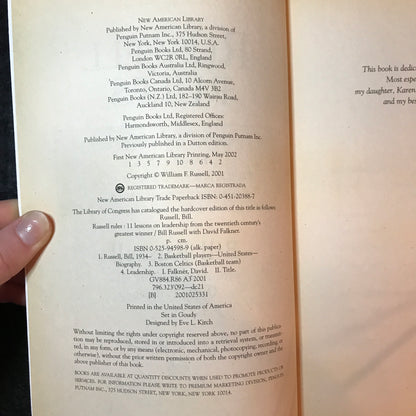 NEW AMERICAN LIBRARY
Published by New American Library, a division of
Penguin Putnam Inc., 375 Hudson Street,
New York, New York 10014, U.S.A.
Penguin Books Ltd, 80 Strand,
London WC2R 0RL, England
Penguin Books Australia Ltd, Ringwood,
Victoria, Australia
Penguin Books Canada Ltd, 10 Alcorn Avenue,
Toronto, Ontario, Canada M4V 3B2
Penguin Books (N.Z.) Ltd, 182–190 Wairau Road,
Auckland 10, New Zealand
Penguin Books Ltd, Registered Offices:
Harmondsworth, Middlesex, England
Published by New American Library, a division of Penguin Putnam Inc.
Previously published in a Dutton edition.
First New American Library Printing, May 2002
1 3 5 7 9 10 8 6 4 2
Copyright © William F. Russell, 2001
REGISTERED TRADEMARK—MARCA REGISTRADA
New American Library Trade Paperback ISBN: 0-451-20388-7
The Library of Congress has catalogued the hardcover edition of this title as follows:
Russell, Bill.
Russell rules : 11 lessons on leadership from the twentieth century's
greatest winner / Bill Russell with David Falkner.
p. cm.
ISBN 0-525-94598-9 (alk. paper)
1. Russell, Bill, 1934– 2. Basketball players—United States—
Biography. 3. Boston Celtics (Basketball team)
4. Leadership. I. Falkner, David. II. Title.
GV884.R86 A3 2001
796.323'092—dc21
[B] 2001025331
Printed in the United States of America
Set in Goudy
Designed by Eve L. Kirch
Without limiting the rights under copyright reserved above, no part of this publica-
tion may be reproduced, stored in or introduced into a retrieval system, or transmit-
ted, in any form, or by any means (electronic, mechanical, photocopying, recording, or
otherwise), without the prior written permission of both the copyright owner and the
above publisher of this book.
BOOKS ARE AVAILABLE AT QUANTITY DISCOUNTS WHEN USED TO PROMOTE PRODUCTS OR
SERVICES. FOR INFORMATION PLEASE WRITE TO PREMIUM MARKETING DIVISION, PENGUIN
PUTNAM INC., 375 HUDSON STREET, NEW YORK, NEW YORK 10014.
This book is dedic
Most espe
my daughter, Karen
and my be